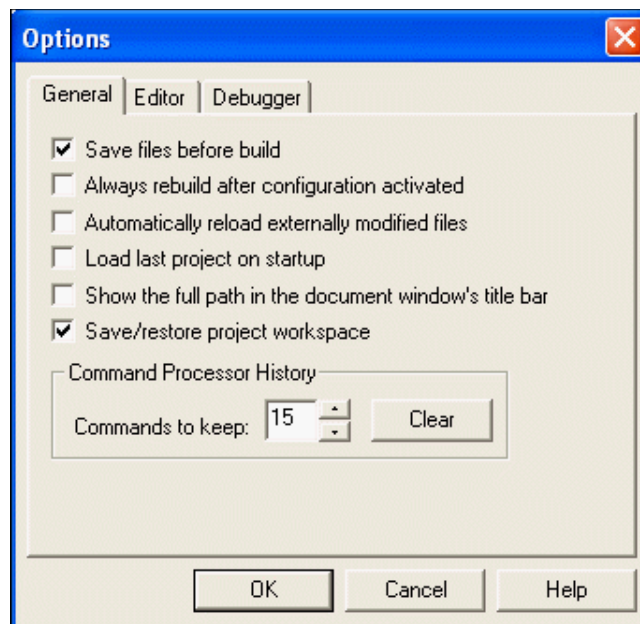 Options
General Editor Debugger
Save files before build
Always rebuild after configuration activated
Automatically reload externally modified files
Load last project on startup
Show the full path in the document window's title bar
Save/restore project workspace
Command Processor History
Commands to keep: 15 Clear
OK Cancel Help